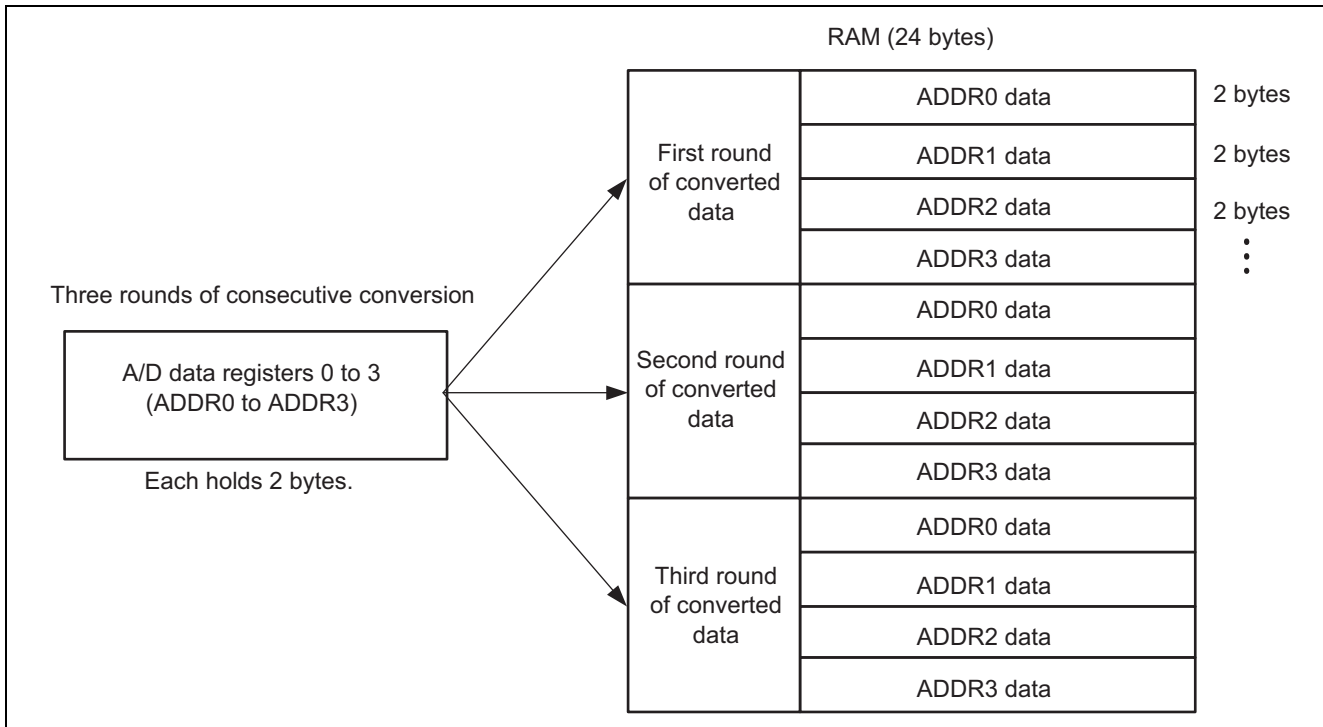 RAM (24 bytes)
Three rounds of consecutive conversion
A/D data registers 0 to 3
(ADDR0 to ADDR3)
Each holds 2 bytes.
First round
of converted
data
ADDR0 data
2 bytes
ADDR1 data
2 bytes
ADDR2 data
2 bytes
ADDR3 data
Second round
of converted
data
ADDR0 data
ADDR1 data
ADDR2 data
ADDR3 data
Third round
of converted
data
ADDR0 data
ADDR1 data
ADDR2 data
ADDR3 data